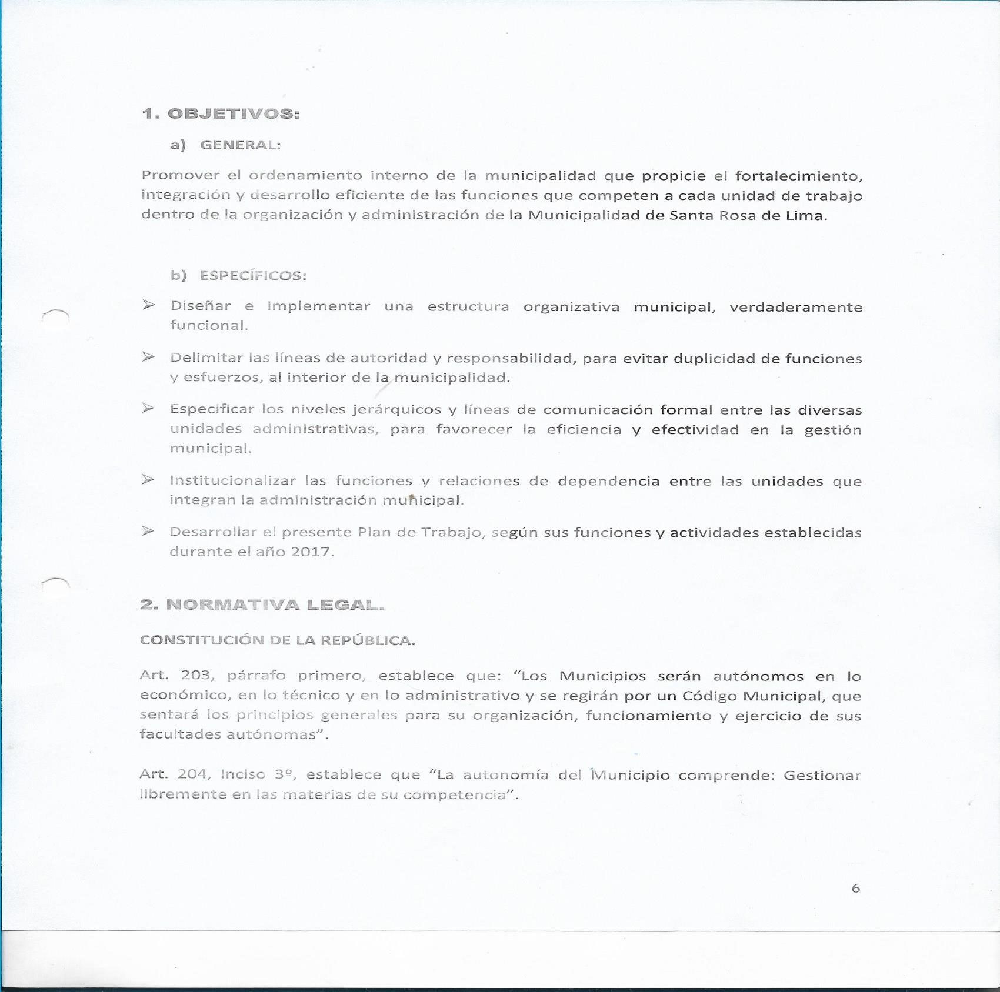 1. OBJETIVOS:
a) GENERAL:
Promover el ordenamiento interno de la municipalidad que propicie el fortalecimiento,
integración y desarrollo eficiente de las funciones que competen a cada unidad de trabajo
dentro de la organización y administración de la Municipalidad de Santa Rosa de Lima.
b) ESPECÍFICOS:
➢ Diseñar e implementar una estructura organizativa municipal, verdaderamente
funcional.
➢ Delimitar las líneas de autoridad y responsabilidad, para evitar duplicidad de funciones
y esfuerzos, al interior de la municipalidad.
➢ Especificar los niveles jerárquicos y líneas de comunicación formal entre las diversas
unidades administrativas, para favorecer la eficiencia y efectividad en la gestión
municipal.
➢ Institucionalizar las funciones y relaciones de dependencia entre las unidades que
integran la administración municipal.
➢ Desarrollar el presente Plan de Trabajo, según sus funciones y actividades establecidas
durante el año 2017.
2. NORMATIVA LEGAL.
CONSTITUCIÓN DE LA REPÚBLICA.
Art. 203, párrafo primero, establece que: “Los Municipios serán autónomos en lo
económico, en lo técnico y en lo administrativo y se regirán por un Código Municipal, que
sentará los principios generales para su organización, funcionamiento y ejercicio de sus
facultades autónomas”.
Art. 204, Inciso 3º, establece que “La autonomía del Municipio comprende: Gestionar
libremente en las materias de su competencia”.
6